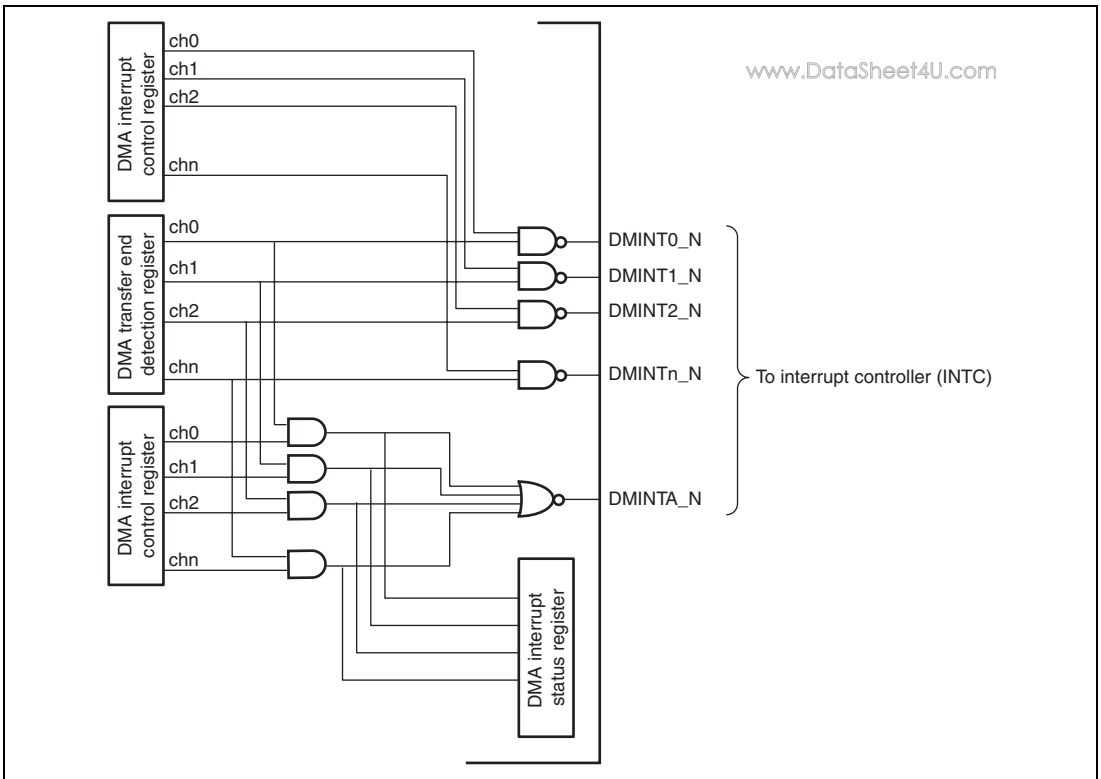 DMA interrupt
control register
ch0
ch1
ch2
chn
www.DataSheet4U.com
DMA transfer end
detection register
ch0
ch1
ch2
chn
DMINT0_N
DMINT1_N
DMINT2_N
DMINTn_N
To interrupt controller (INTC)
DMA interrupt
control register
ch0
ch1
ch2
chn
DMINTA_N
DMA interrupt
status register